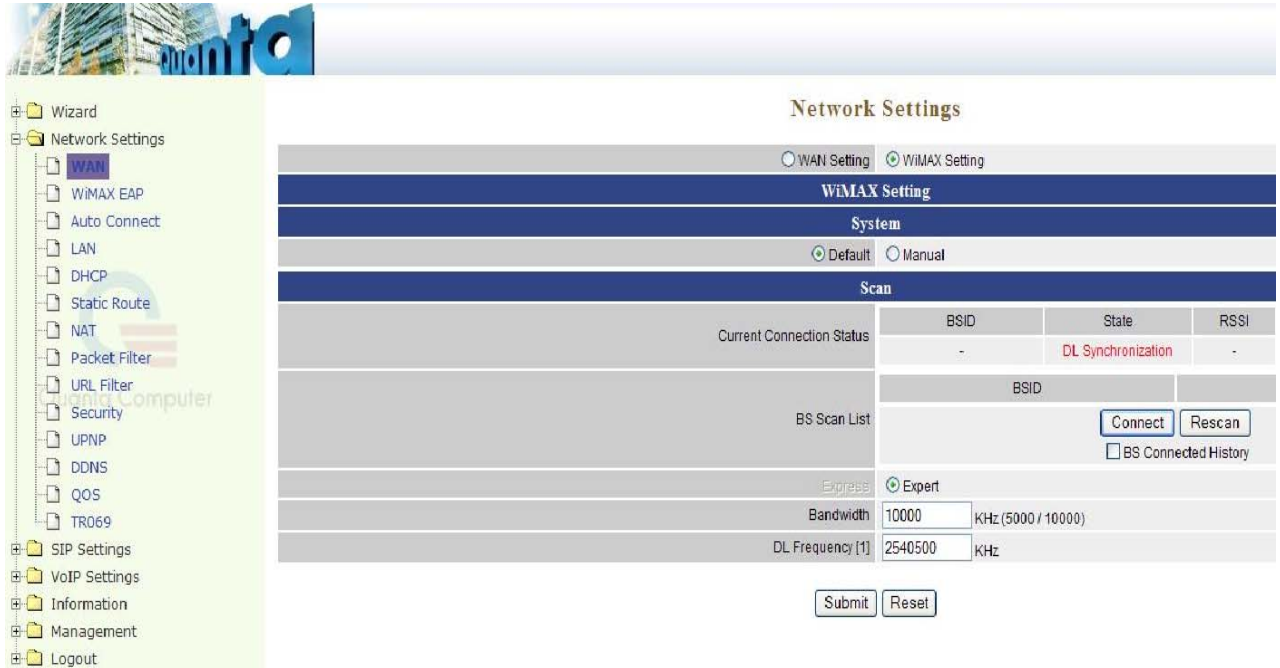 Quanta
Wizard
Network Settings
WAN
WiMAX EAP
Auto Connect
LAN
DHCP
Static Route
NAT
Packet Filter
URL Filter
Quanta Computer
Security
UPNP
DDNS
QOS
TR069
SIP Settings
VoIP Settings
Information
Management
Logout
Network Settings
WAN Setting WiMAX Setting
WiMAX Setting
System
Default Manual
Scan
Current Connection Status
BSID State RSSI
- DL Synchronization -
BS Scan List
BSID
Connect Rescan
BS Connected History
Express Expert
Bandwidth 10000 KHz (5000 / 10000)
DL Frequency [1] 2540500 KHz
Submit Reset